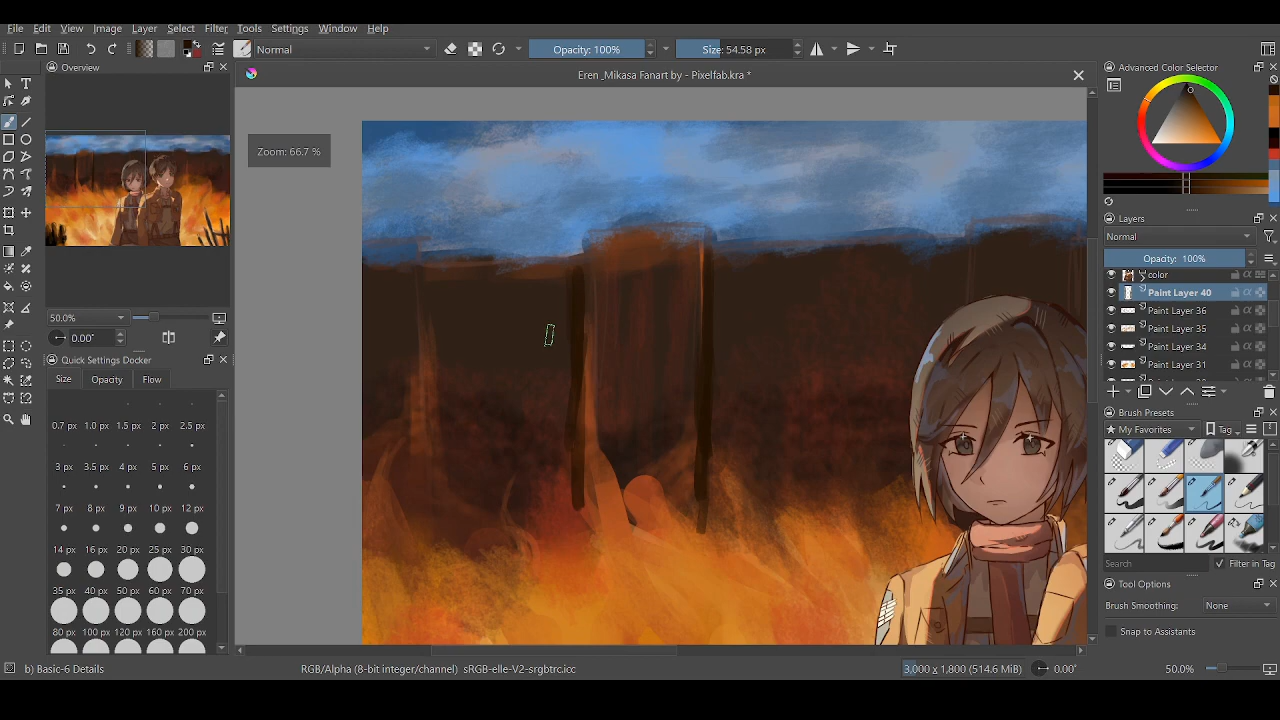 File Edit View Image Layer Select Filter Tools Settings Window Help
Normal Opacity: 100% Size: 54.58 px
Overview
Eren _Mikasa Fanart by - Pixelfab.kra *
Zoom: 66.7 %
50.0%
0.00°
Quick Settings Docker
Size Opacity Flow
0.7 px 1.0 px 1.5 px 2 px 2.5 px
3 px 3.5 px 4 px 5 px 6 px
7 px 8 px 9 px 10 px 12 px
14 px 16 px 20 px 25 px 30 px
35 px 40 px 50 px 60 px 70 px
80 px 100 px 120 px 160 px 200 px
Advanced Color Selector
Layers
Normal
Opacity: 100%
color
Paint Layer 40
Paint Layer 36
Paint Layer 35
Paint Layer 34
Paint Layer 31
Brush Presets
My Favorites Tag
Search Filter in Tag
Tool Options
Brush Smoothing: None
Snap to Assistants
b) Basic-6 Details RGB/Alpha (8-bit integer/channel) sRGB-elle-V2-srgbtrc.icc 3,000 x 1,800 (514.6 MiB) 0.00° 50.0%